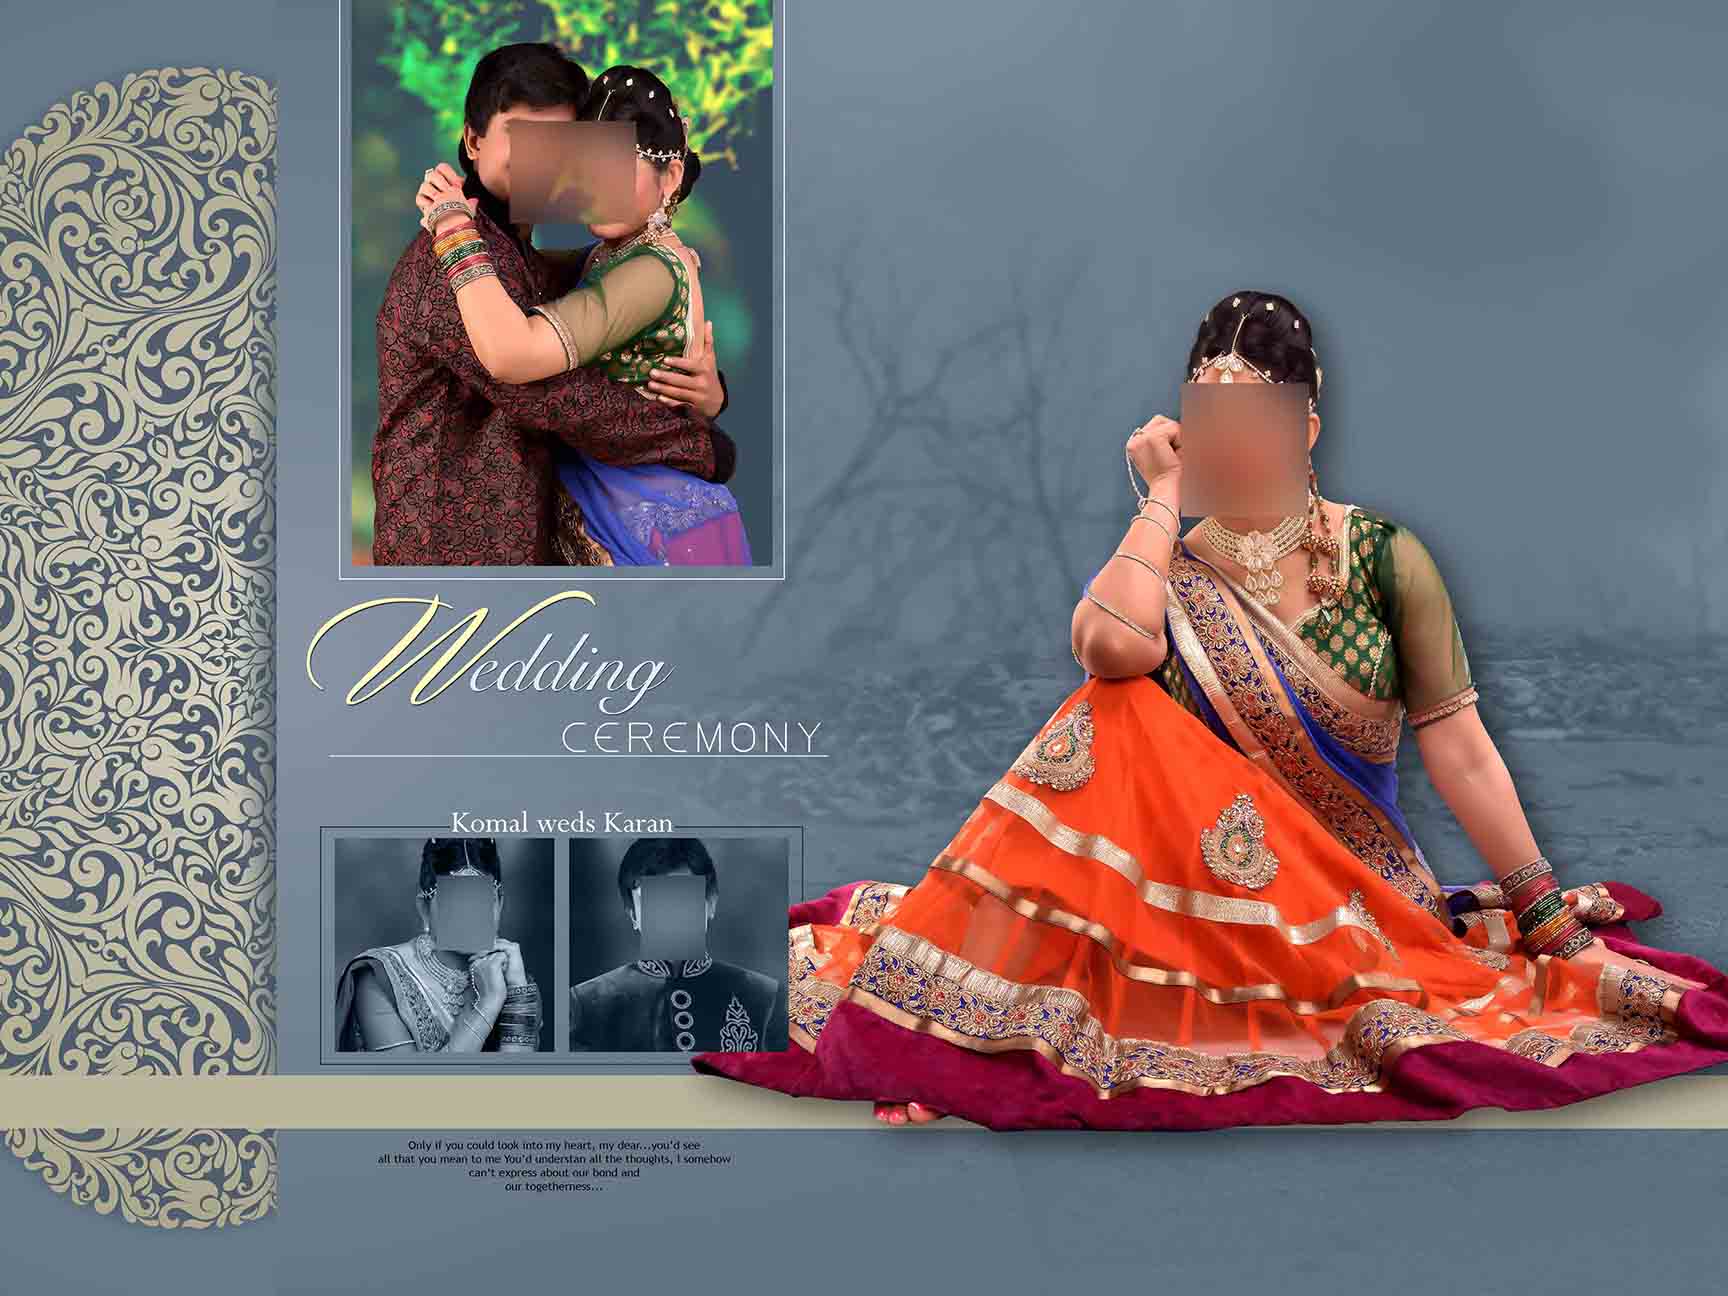 Wedding
CEREMONY
Komal weds Karan
Only if you could look into my heart, my dear...you'd see
all that you mean to me You'd understan all the thoughts, I somehow
can't express about our bond and
our togetherness...